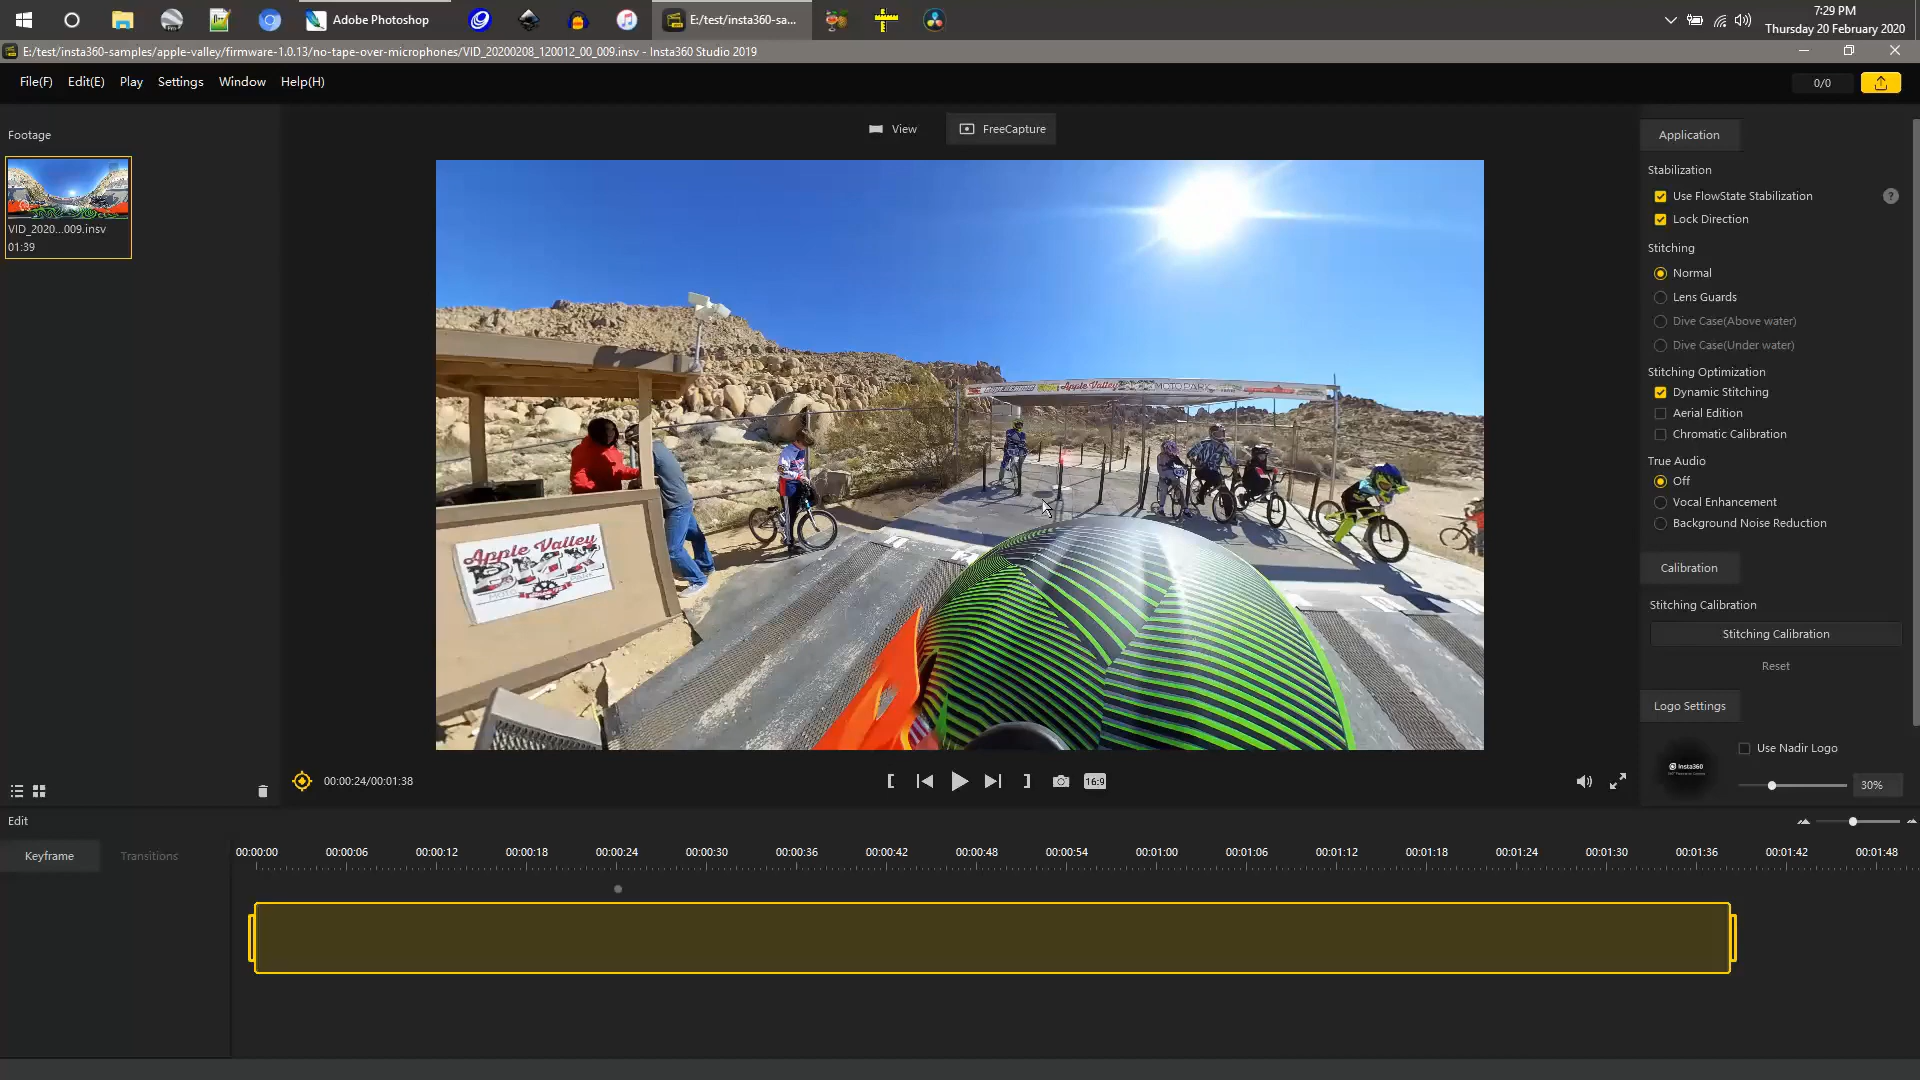 Adobe Photoshop
E:/test/insta360-sa...
7:29 PM
Thursday 20 February 2020
E:/test/insta360-samples/apple-valley/firmware-1.0.13/no-tape-over-microphones/VID_20200208_120012_00_009.insv - Insta360 Studio 2019
File(F) Edit(E) Play Settings Window Help(H)
0/0
Footage
View FreeCapture
VID_2020...009.insv
01:39
Apple Valley
Apple Valley
BMX
Application
Stabilization
Use FlowState Stabilization
Lock Direction
Stitching
Normal
Lens Guards
Dive Case(Above water)
Dive Case(Under water)
Stitching Optimization
Dynamic Stitching
Aerial Edition
Chromatic Calibration
True Audio
Off
Vocal Enhancement
Background Noise Reduction
Calibration
Stitching Calibration
Stitching Calibration
Reset
Logo Settings
Use Nadir Logo
Insta360
30%
00:00:24/00:01:38
16:9
Edit
Keyframe Transitions
00:00:00 00:00:06 00:00:12 00:00:18 00:00:24 00:00:30 00:00:36 00:00:42 00:00:48 00:00:54 00:01:00 00:01:06 00:01:12 00:01:18 00:01:24 00:01:30 00:01:36 00:01:42 00:01:48